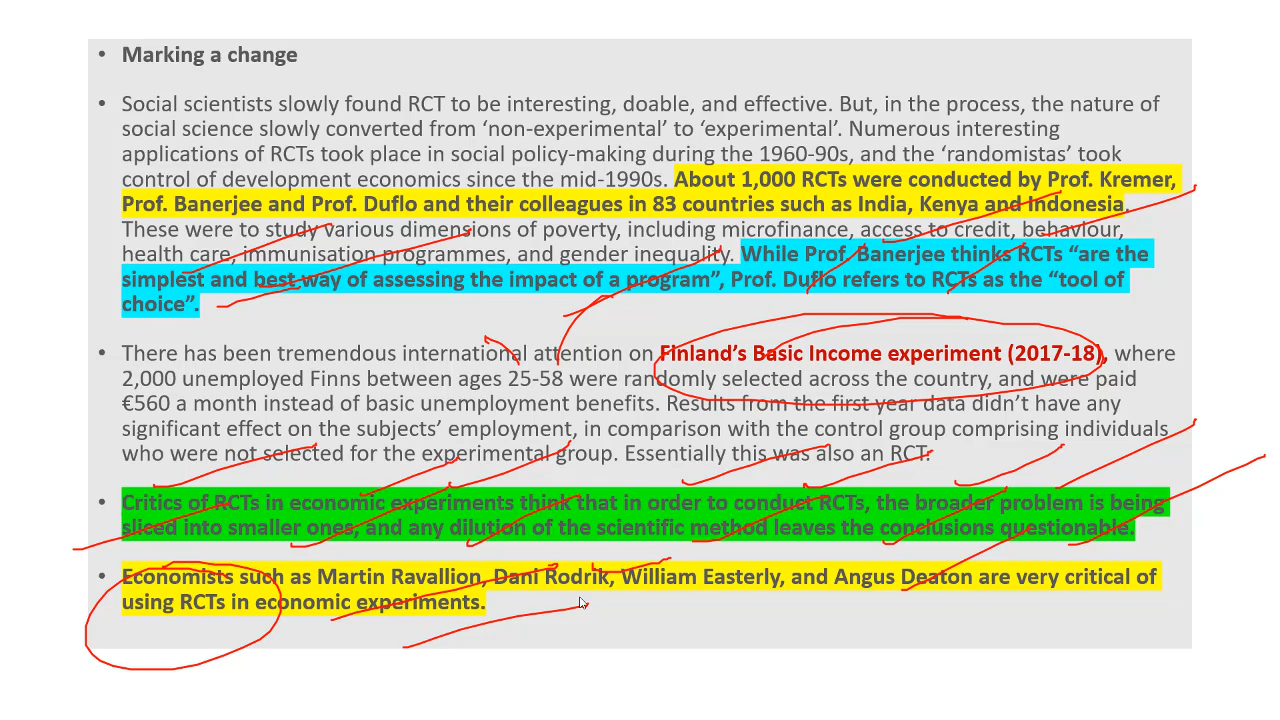 • Marking a change
• Social scientists slowly found RCT to be interesting, doable, and effective. But, in the process, the nature of
social science slowly converted from ‘non-experimental’ to ‘experimental’. Numerous interesting
applications of RCTs took place in social policy-making during the 1960-90s, and the ‘randomistas’ took
control of development economics since the mid-1990s. About 1,000 RCTs were conducted by Prof. Kremer,
Prof. Banerjee and Prof. Duflo and their colleagues in 83 countries such as India, Kenya and Indonesia.
These were to study various dimensions of poverty, including microfinance, access to credit, behaviour,
health care, immunisation programmes, and gender inequality. While Prof. Banerjee thinks RCTs “are the
simplest and best way of assessing the impact of a program”, Prof. Duflo refers to RCTs as the “tool of
choice”.
• There has been tremendous international attention on Finland’s Basic Income experiment (2017-18), where
2,000 unemployed Finns between ages 25-58 were randomly selected across the country, and were paid
€560 a month instead of basic unemployment benefits. Results from the first year data didn’t have any
significant effect on the subjects’ employment, in comparison with the control group comprising individuals
who were not selected for the experimental group. Essentially this was also an RCT.
• Critics of RCTs in economic experiments think that in order to conduct RCTs, the broader problem is being
sliced into smaller ones, and any dilution of the scientific method leaves the conclusions questionable.
• Economists such as Martin Ravallion, Dani Rodrik, William Easterly, and Angus Deaton are very critical of
using RCTs in economic experiments.